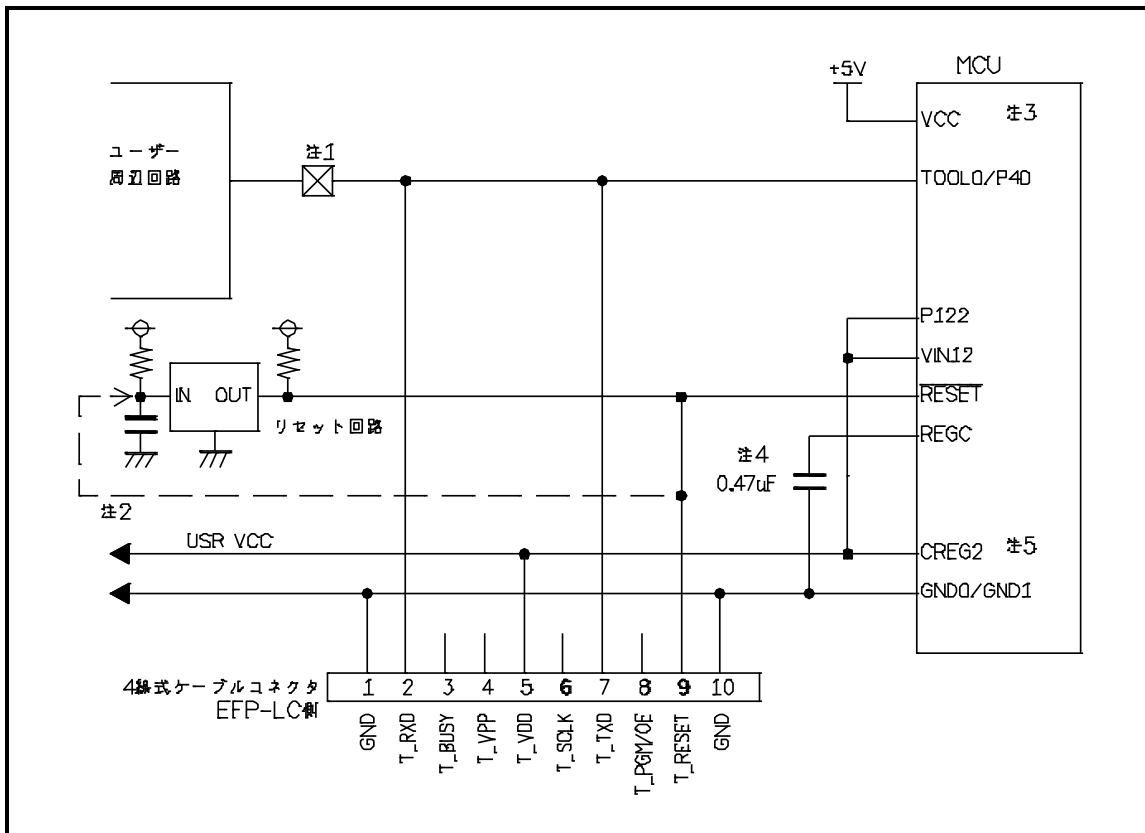 +5V
MCU
VCC
注3
ユーザー
周辺回路
注1
TOOL0/P40
P122
VIN12
IN
OUT
RESET
リセット回路
REGC
注4
0.47uF
注2
USR VCC
CREG2
注5
GND0/GND1
4線式ケーブルコネクタ
EFP-LC側
1 2 3 4 5 6 7 8 9 10
GND
T_RXD
T_BUSY
T_VPP
T_VDD
T_SCLK
T_TXD
T_PGM/OE
T_RESET
GND